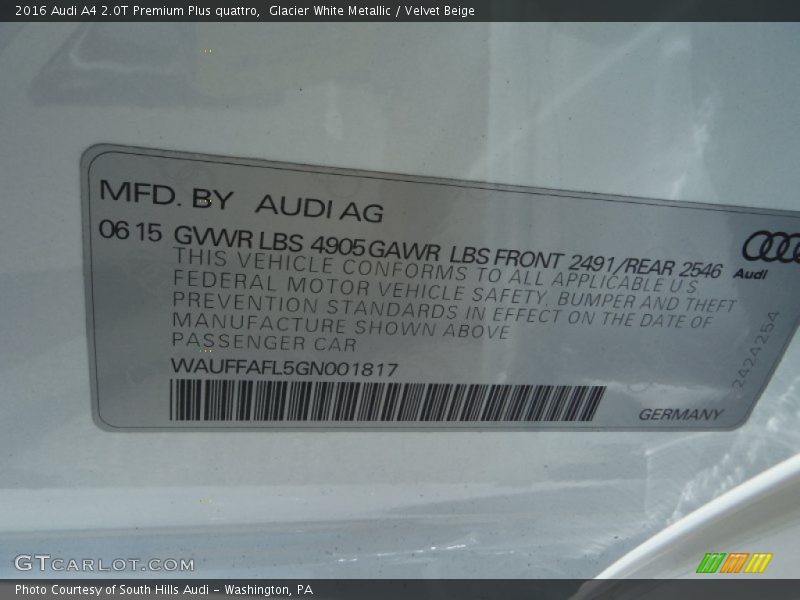 2016 Audi A4 2.0T Premium Plus quattro,  Glacier White Metallic / Velvet Beige
MFD. BY AUDI AG
06 15 GVWR LBS 4905 GAWR LBS FRONT 2491/REAR 2546
THIS VEHICLE CONFORMS TO ALL APPLICABLE U S
FEDERAL MOTOR VEHICLE SAFETY, BUMPER AND THEFT
PREVENTION STANDARDS IN EFFECT ON THE DATE OF
MANUFACTURE SHOWN ABOVE
PASSENGER CAR
WAUFFAFL5GN001817
Audi
2424254
GERMANY
GTCARLOT.COM
Photo Courtesy of South Hills Audi - Washington, PA